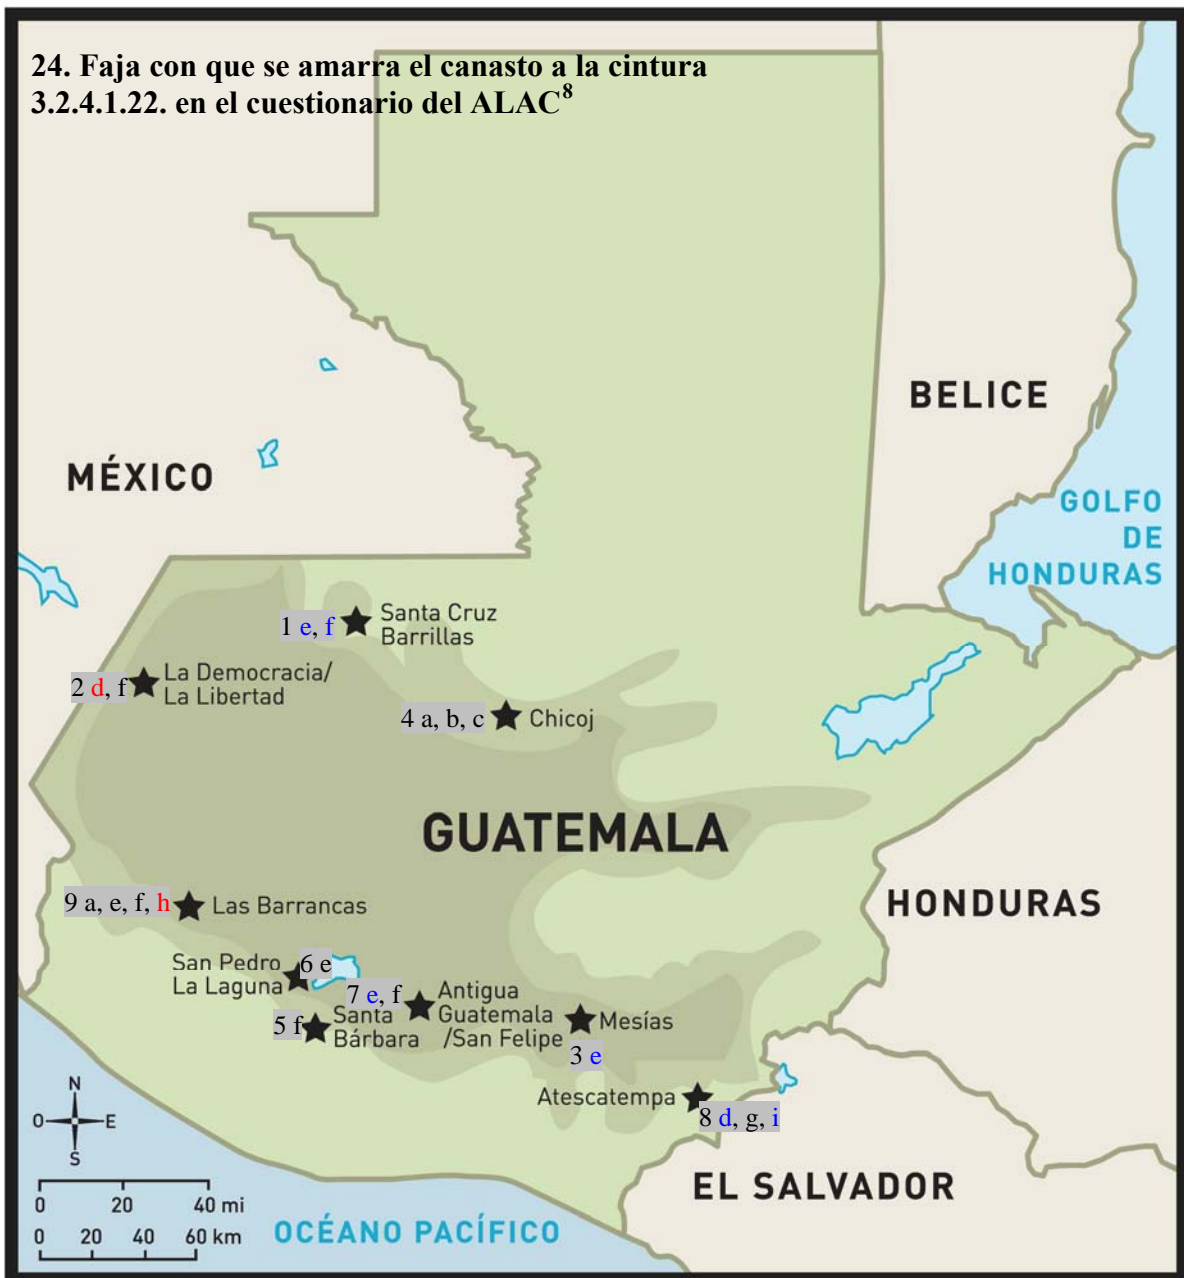 24. Faja con que se amarra el canasto a la cintura
3.2.4.1.22. en el cuestionario del ALAC8
BELICE
MÉXICO
GOLFO
DE
HONDURAS
1 e, f
Santa Cruz
Barrillas
2 d, f
La Democracia/
La Libertad
4 a, b, c
Chicoj
GUATEMALA
HONDURAS
9 a, e, f, h
Las Barrancas
San Pedro
La Laguna
6 e
7 e, f
Antigua
Guatemala
/San Felipe
5 f
Santa
Bárbara
Mesías
3 e
Atescatempa
8 d, g, i
N
O
E
S
EL SALVADOR
0 20 40 mi
0 20 40 60 km
OCÉANO PACÍFICO